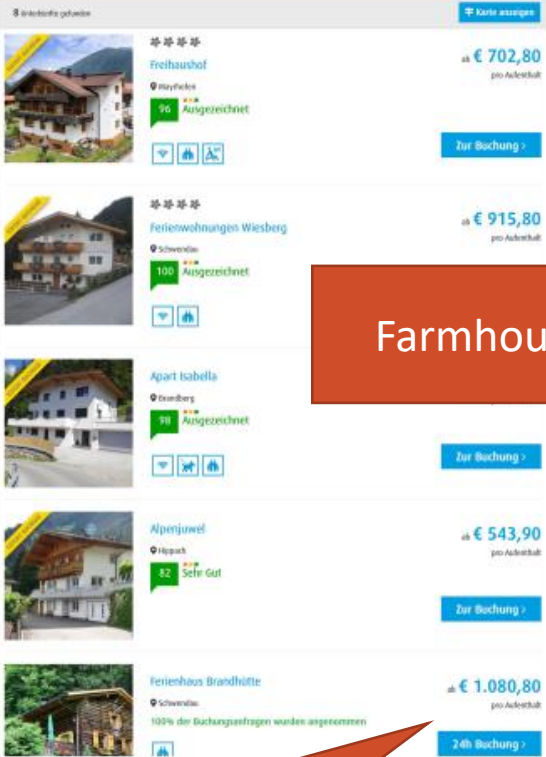 8 Unterkünfte gefunden
Karte anzeigen
Freihaushof
Mayrhofen
96 Ausgezeichnet
ab € 702,80
pro Aufenthalt
Zur Buchung >
Ferienwohnungen Wiesberg
Schwendau
100 Ausgezeichnet
ab € 915,80
pro Aufenthalt
Farmhou
Apart Isabella
Brandberg
98 Ausgezeichnet
Zur Buchung >
Alpenjuwel
Hippach
82 Sehr Gut
ab € 543,90
pro Aufenthalt
Zur Buchung >
Ferienhaus Brandhütte
Schwendau
100% der Buchungsanfragen wurden angenommen
ab € 1.080,80
pro Aufenthalt
24h Buchung >